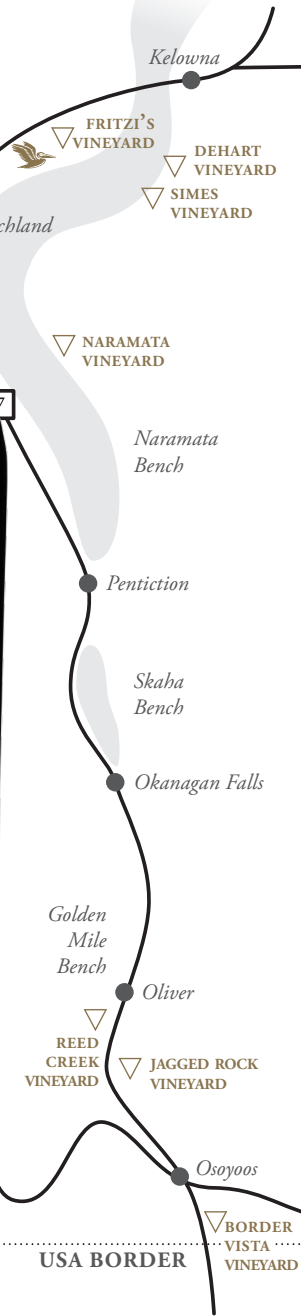 Kelowna
FRITZI'S
VINEYARD
DEHART
VINEYARD
SIMES
VINEYARD
chland
NARAMATA
VINEYARD
7
Naramata
Bench
Pentiction
Skaha
Bench
Okanagan Falls
Golden
Mile
Bench
Oliver
REED
CREEK
VINEYARD
JAGGED ROCK
VINEYARD
Osoyoos
BORDER
VISTA
VINEYARD
USA BORDER